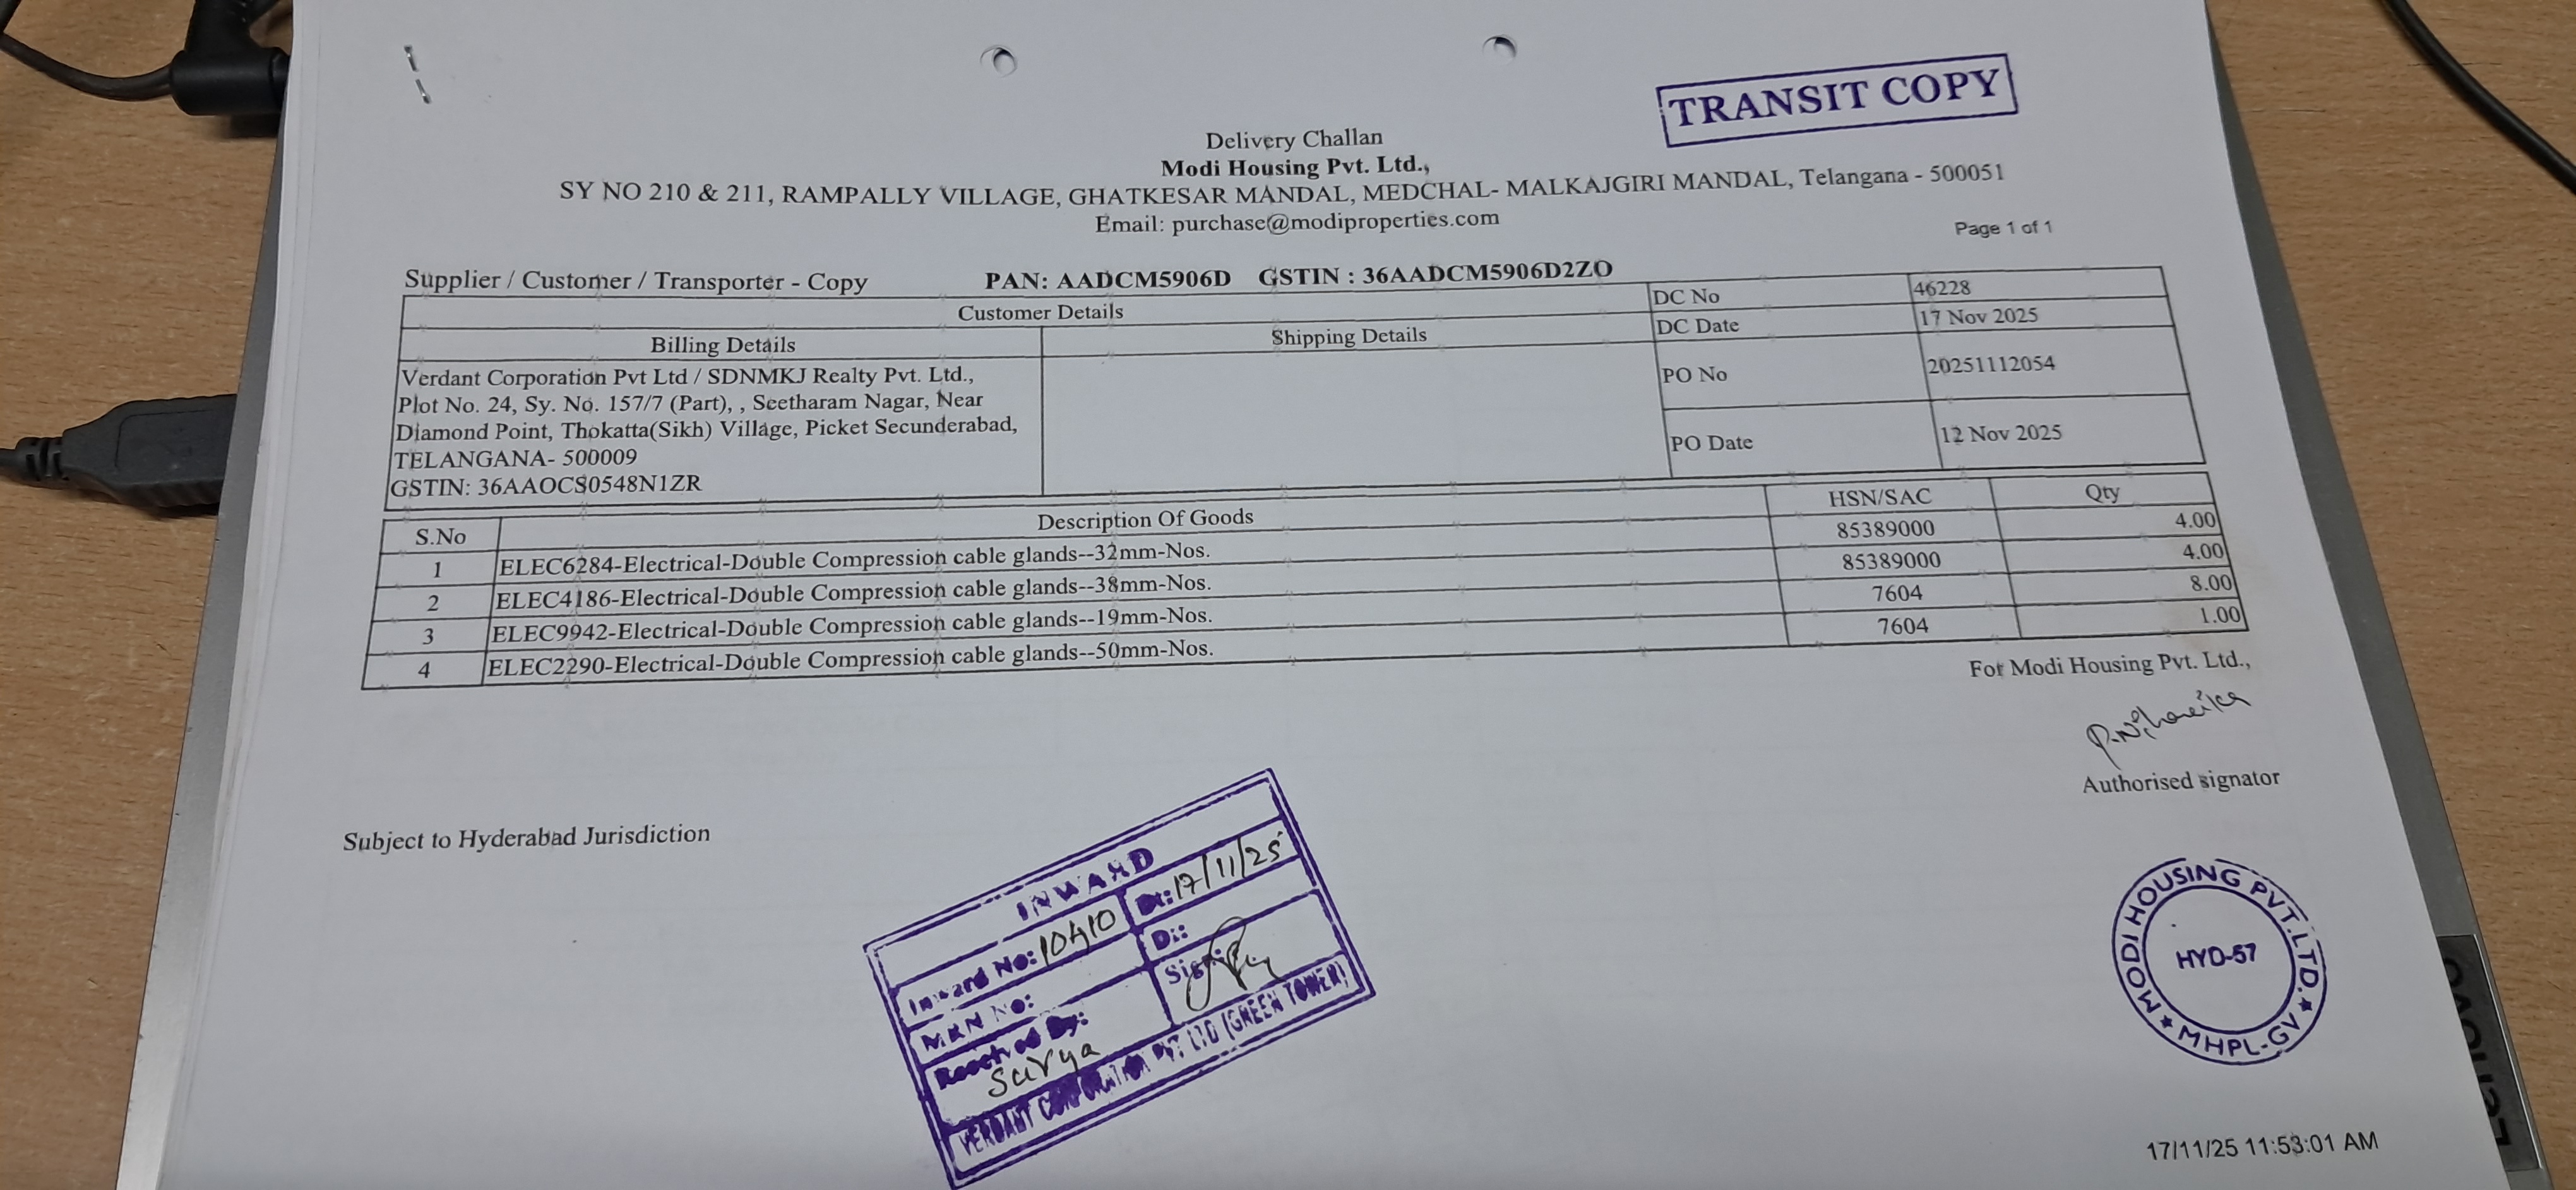 TRANSIT COPY
Delivery Challan
Modi Housing Pvt. Ltd.,
SY NO 210 & 211, RAMPALLY VILLAGE, GHATKESAR MANDAL, MEDCHAL- MALKAJGIRI MANDAL, Telangana - 500051
Email: purchase@modiproperties.com
Page 1 of 1
Supplier / Customer / Transporter - Copy PAN: AADCM5906D GSTIN : 36AADCM5906D2ZO
Customer Details
DC No 46228
DC Date 17 Nov 2025
PO No 20251112054
PO Date 12 Nov 2025
Billing Details Shipping Details
Verdant Corporation Pvt Ltd / SDNMKJ Realty Pvt. Ltd.,
Plot No. 24, Sy. No. 157/7 (Part), , Seetharam Nagar, Near
Diamond Point, Thokatta(Sikh) Village, Picket Secunderabad,
TELANGANA- 500009
GSTIN: 36AAOCS0548N1ZR
S.No Description Of Goods HSN/SAC Qty
1 ELEC6284-Electrical-Double Compression cable glands--32mm-Nos. 85389000 4.00
2 ELEC4186-Electrical-Double Compression cable glands--38mm-Nos. 85389000 4.00
3 ELEC9942-Electrical-Double Compression cable glands--19mm-Nos. 7604 8.00
4 ELEC2290-Electrical-Double Compression cable glands--50mm-Nos. 7604 1.00
For Modi Housing Pvt. Ltd.,
Authorised signator
Subject to Hyderabad Jurisdiction
INWARD
Inward No: Dt: 17/11/25
MRN No: Dt:
Received By: Sign:
Surya
VERDANT CORPORATION PVT LTD (GREEN TOWER)
MODI HOUSING PVT.LTD.
HYD-57
★ MHPL-GV ★
17/11/25 11:53:01 AM